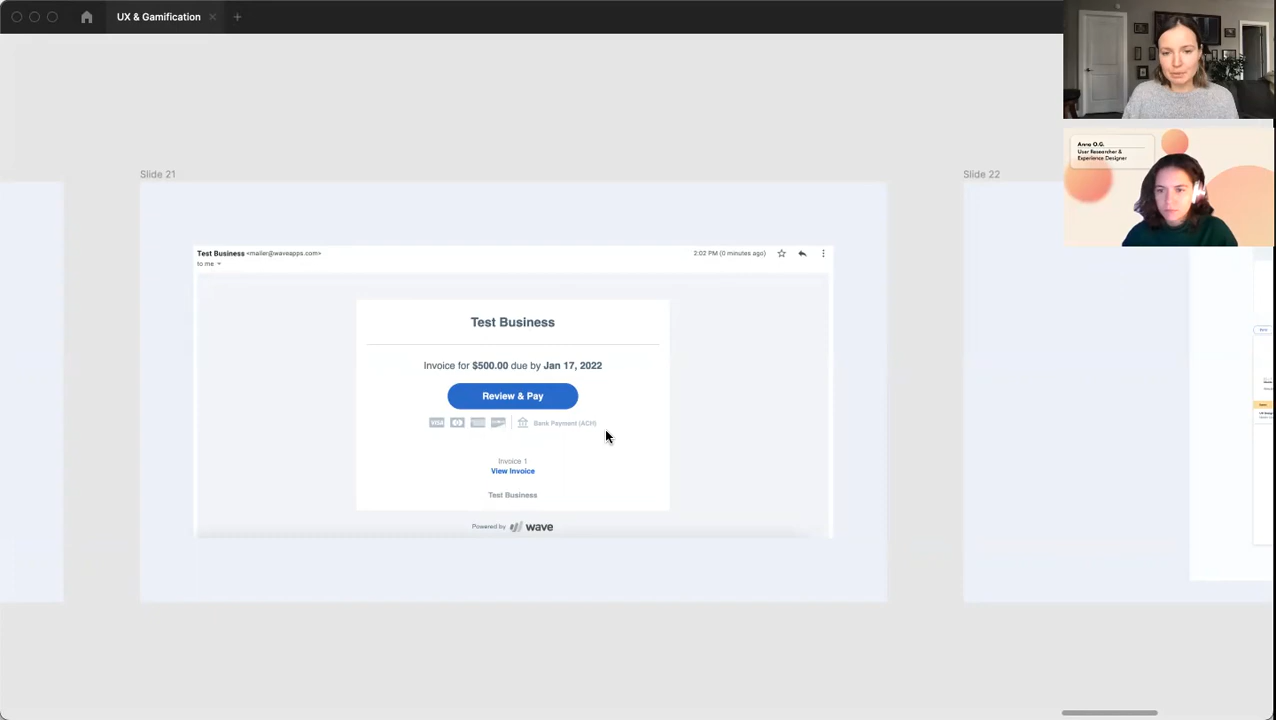 UX & Gamification
Anna O.G.
User Researcher &
Experience Designer
Slide 21
Slide 22
Test Business <mailer@waveapps.com>
2:02 PM (0 minutes ago)
to me
Test Business
Invoice for $500.00 due by Jan 17, 2022
Review & Pay
VISA
Bank Payment (ACH)
Invoice 1
View Invoice
Test Business
Powered by wave